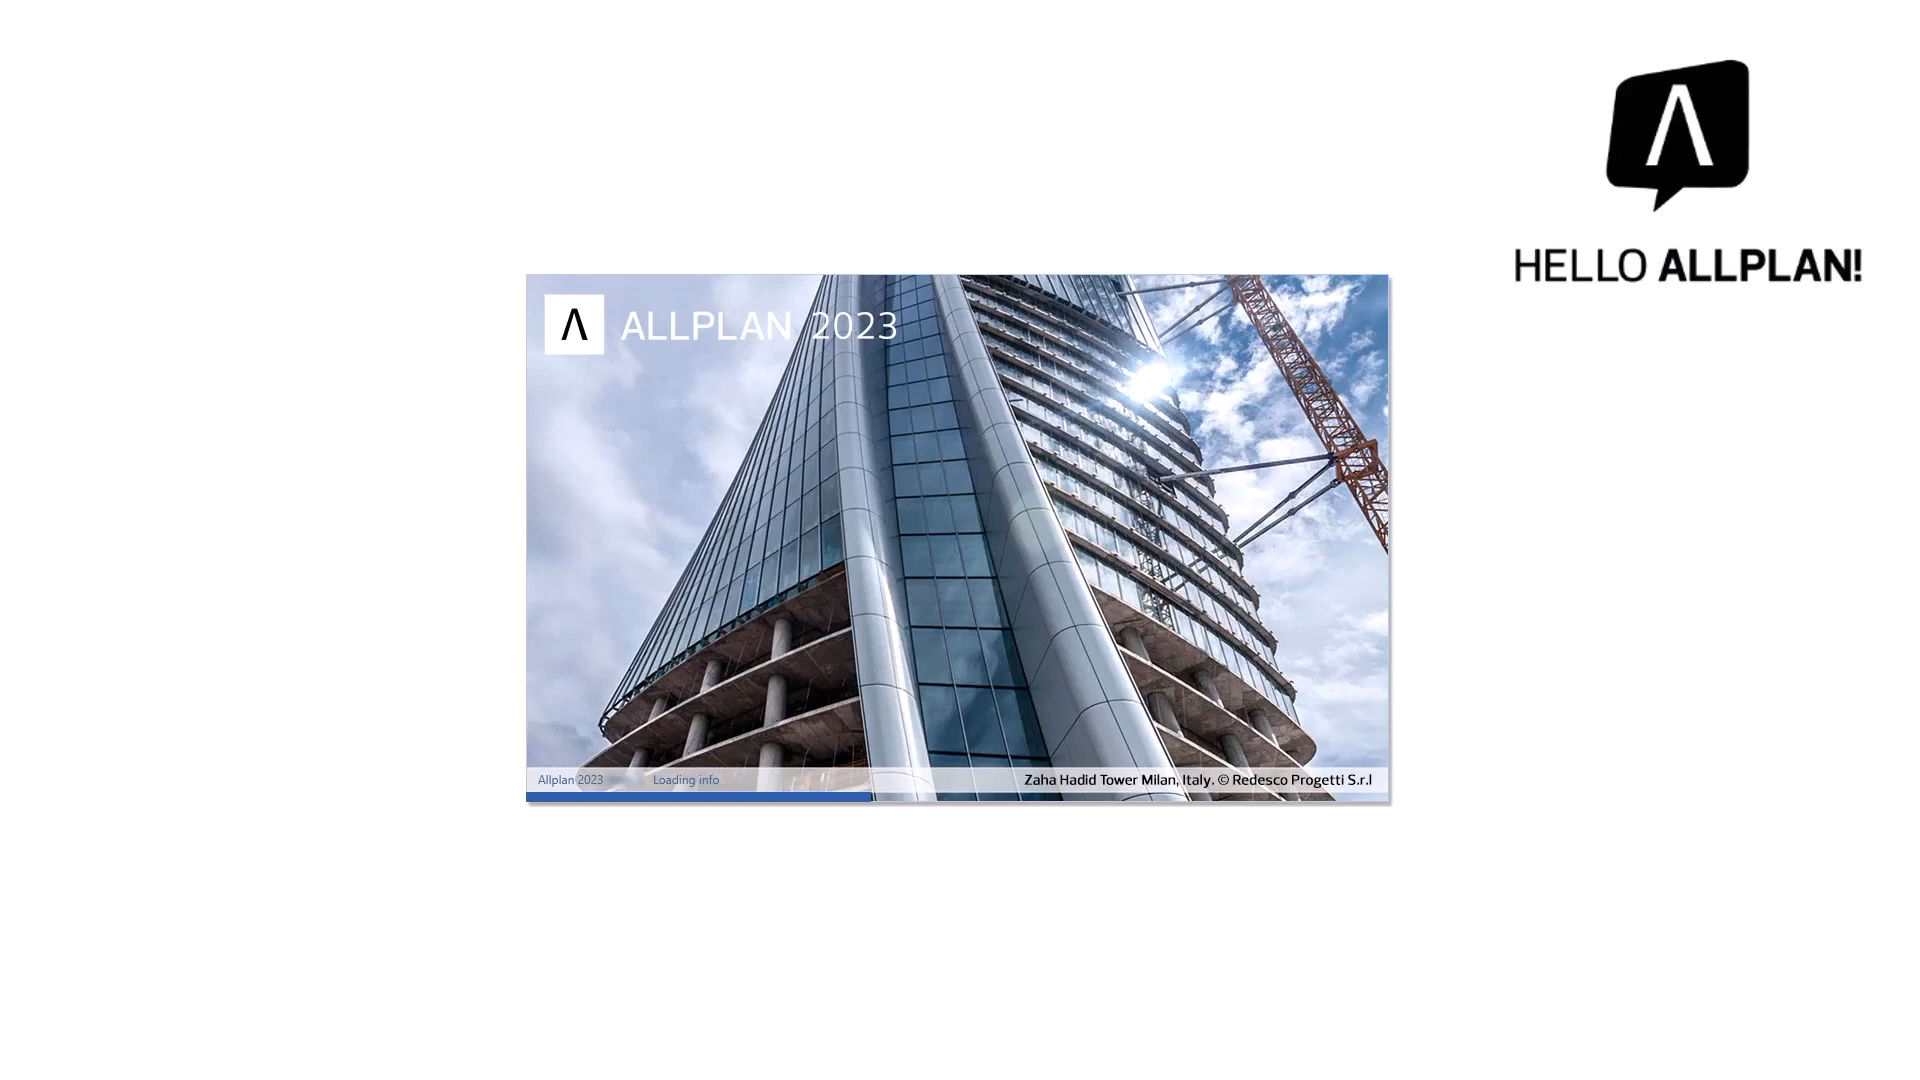 HELLO ALLPLAN!
ALLPLAN 2023
Allplan 2023 Loading info
Zaha Hadid Tower Milan, Italy. © Redesco Progetti S.r.l